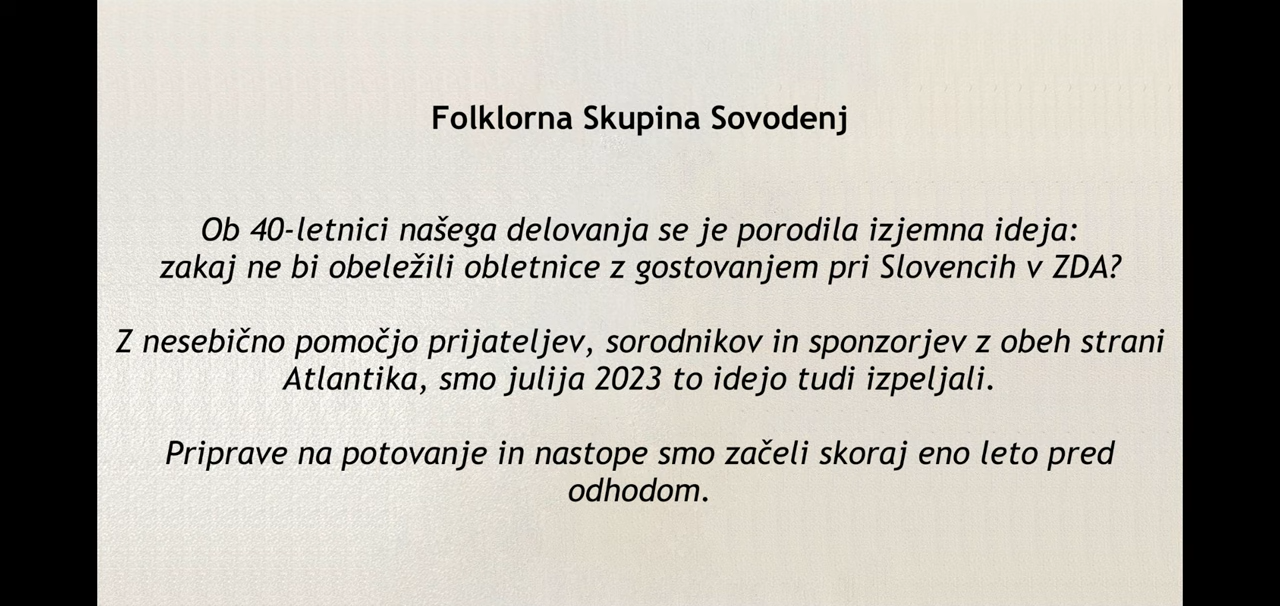 Folklorna Skupina Sovodenj
Ob 40-letnici našega delovanja se je porodila izjemna ideja:
zakaj ne bi obeležili obletnice z gostovanjem pri Slovencih v ZDA?
Z nesebično pomočjo prijateljev, sorodnikov in sponzorjev z obeh strani
Atlantika, smo julija 2023 to idejo tudi izpeljali.
Priprave na potovanje in nastope smo začeli skoraj eno leto pred
odhodom.